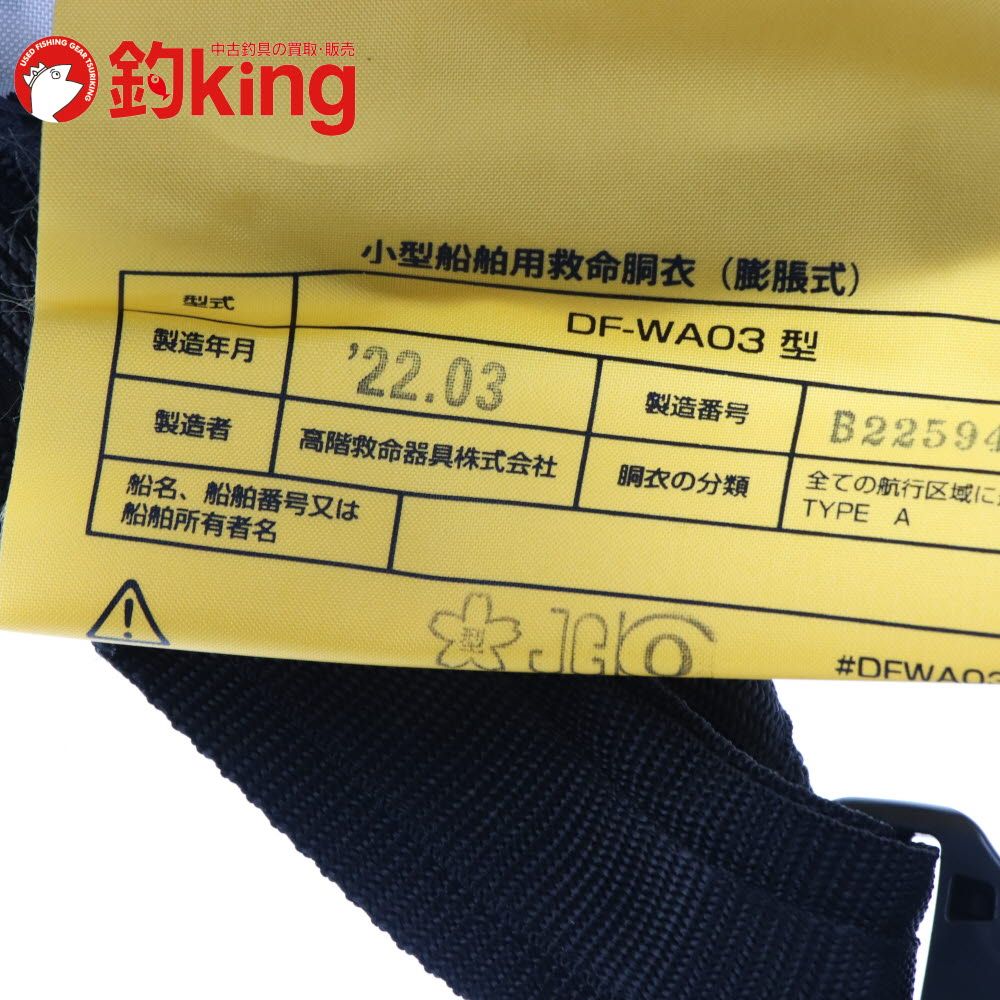 USED FISHING GEAR TSURIKING
中古釣具の買取·販売
釣king
小型船舶用救命胴衣（膨脹式）
型式 DF-WA03 型
製造年月 '22.03 製造番号 B22594
製造者 高階救命器具株式会社 胴衣の分類 全ての航行区域に
TYPE A
船名、船舶番号又は
船舶所有者名
型 JCI
#DFWA03